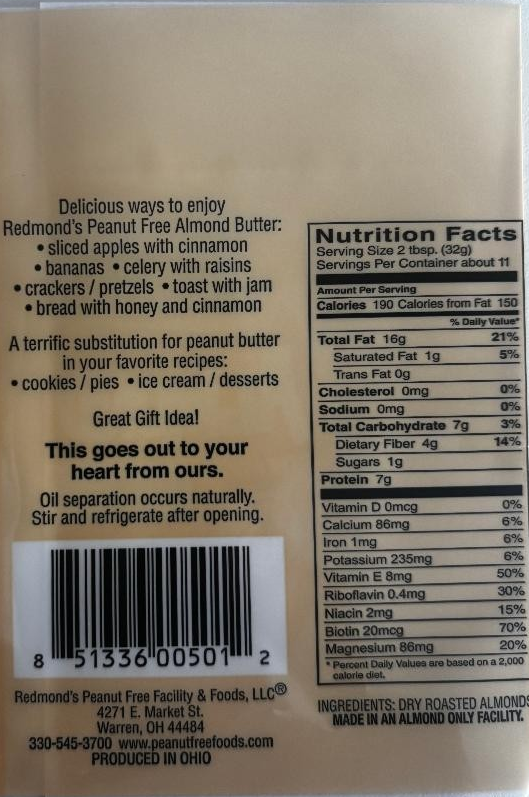 Delicious ways to enjoy
Redmond's Peanut Free Almond Butter:
• sliced apples with cinnamon
• bananas • celery with raisins
• crackers / pretzels • toast with jam
• bread with honey and cinnamon
A terrific substitution for peanut butter
in your favorite recipes:
• cookies / pies • ice cream / desserts
Great Gift Idea!
This goes out to your
heart from ours.
Oil separation occurs naturally.
Stir and refrigerate after opening.
8 51336 00501 2
Redmond's Peanut Free Facility & Foods, LLC®
4271 E. Market St.
Warren, OH 44484
330-545-3700 www.peanutfreefoods.com
PRODUCED IN OHIO
Nutrition Facts
Serving Size 2 tbsp. (32g)
Servings Per Container about 11
Amount Per Serving
Calories 190 Calories from Fat 150
% Daily Value*
Total Fat 16g 21%
Saturated Fat 1g 5%
Trans Fat 0g
Cholesterol 0mg 0%
Sodium 0mg 0%
Total Carbohydrate 7g 3%
Dietary Fiber 4g 14%
Sugars 1g
Protein 7g
Vitamin D 0mcg 0%
Calcium 86mg 6%
Iron 1mg 6%
Potassium 235mg 6%
Vitamin E 8mg 50%
Riboflavin 0.4mg 30%
Niacin 2mg 15%
Biotin 20mcg 70%
Magnesium 86mg 20%
* Percent Daily Values are based on a 2,000
calorie diet.
INGREDIENTS: DRY ROASTED ALMONDS
MADE IN AN ALMOND ONLY FACILITY.